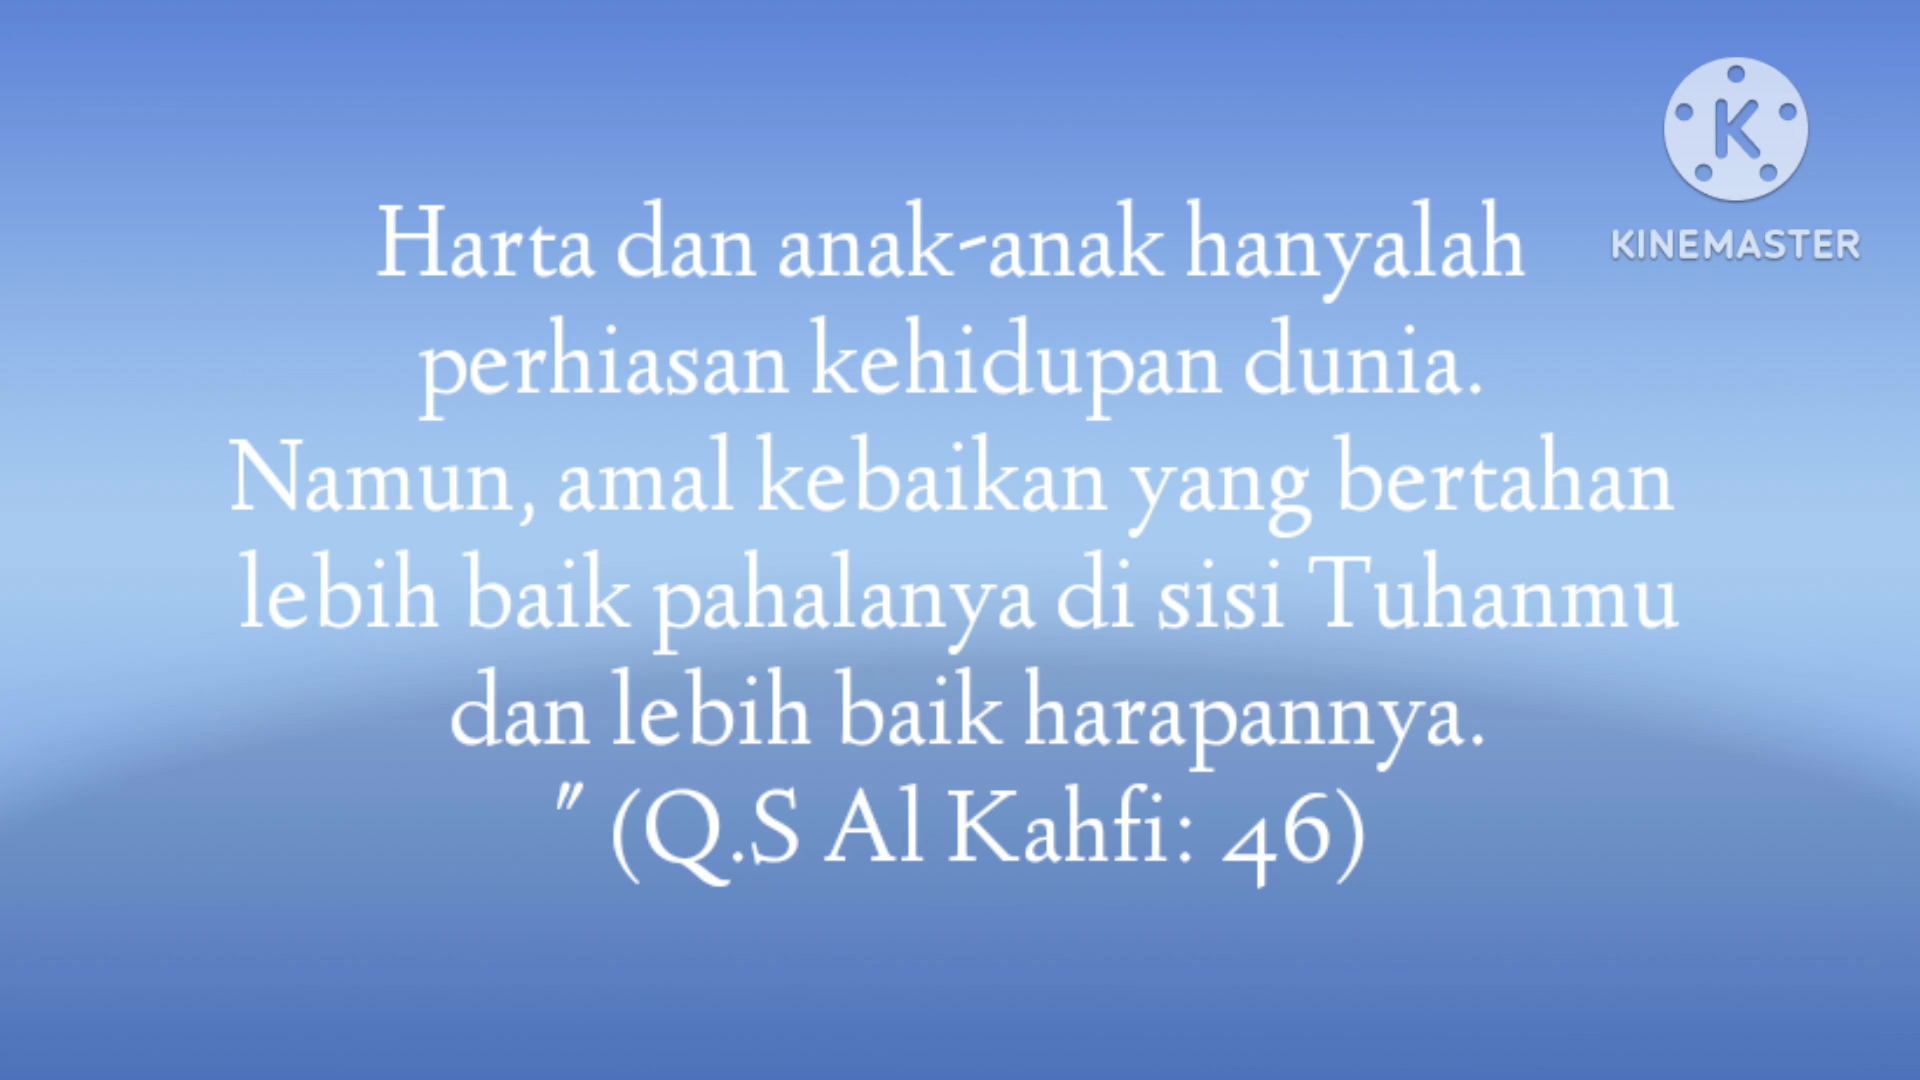 KINEMASTER
Harta dan anak-anak hanyalah
perhiasan kehidupan dunia.
Namun, amal kebaikan yang bertahan
lebih baik pahalanya di sisi Tuhanmu
dan lebih baik harapannya.
" (Q.S Al Kahfi: 46)